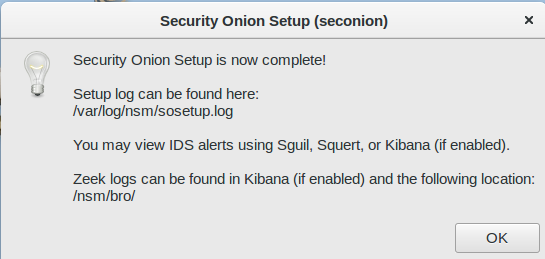 Security Onion Setup (seconion)
×
Security Onion Setup is now complete!
Setup log can be found here:
/var/log/nsm/sosetup.log
You may view IDS alerts using Sguil, Squert, or Kibana (if enabled).
Zeek logs can be found in Kibana (if enabled) and the following location:
/nsm/bro/
OK